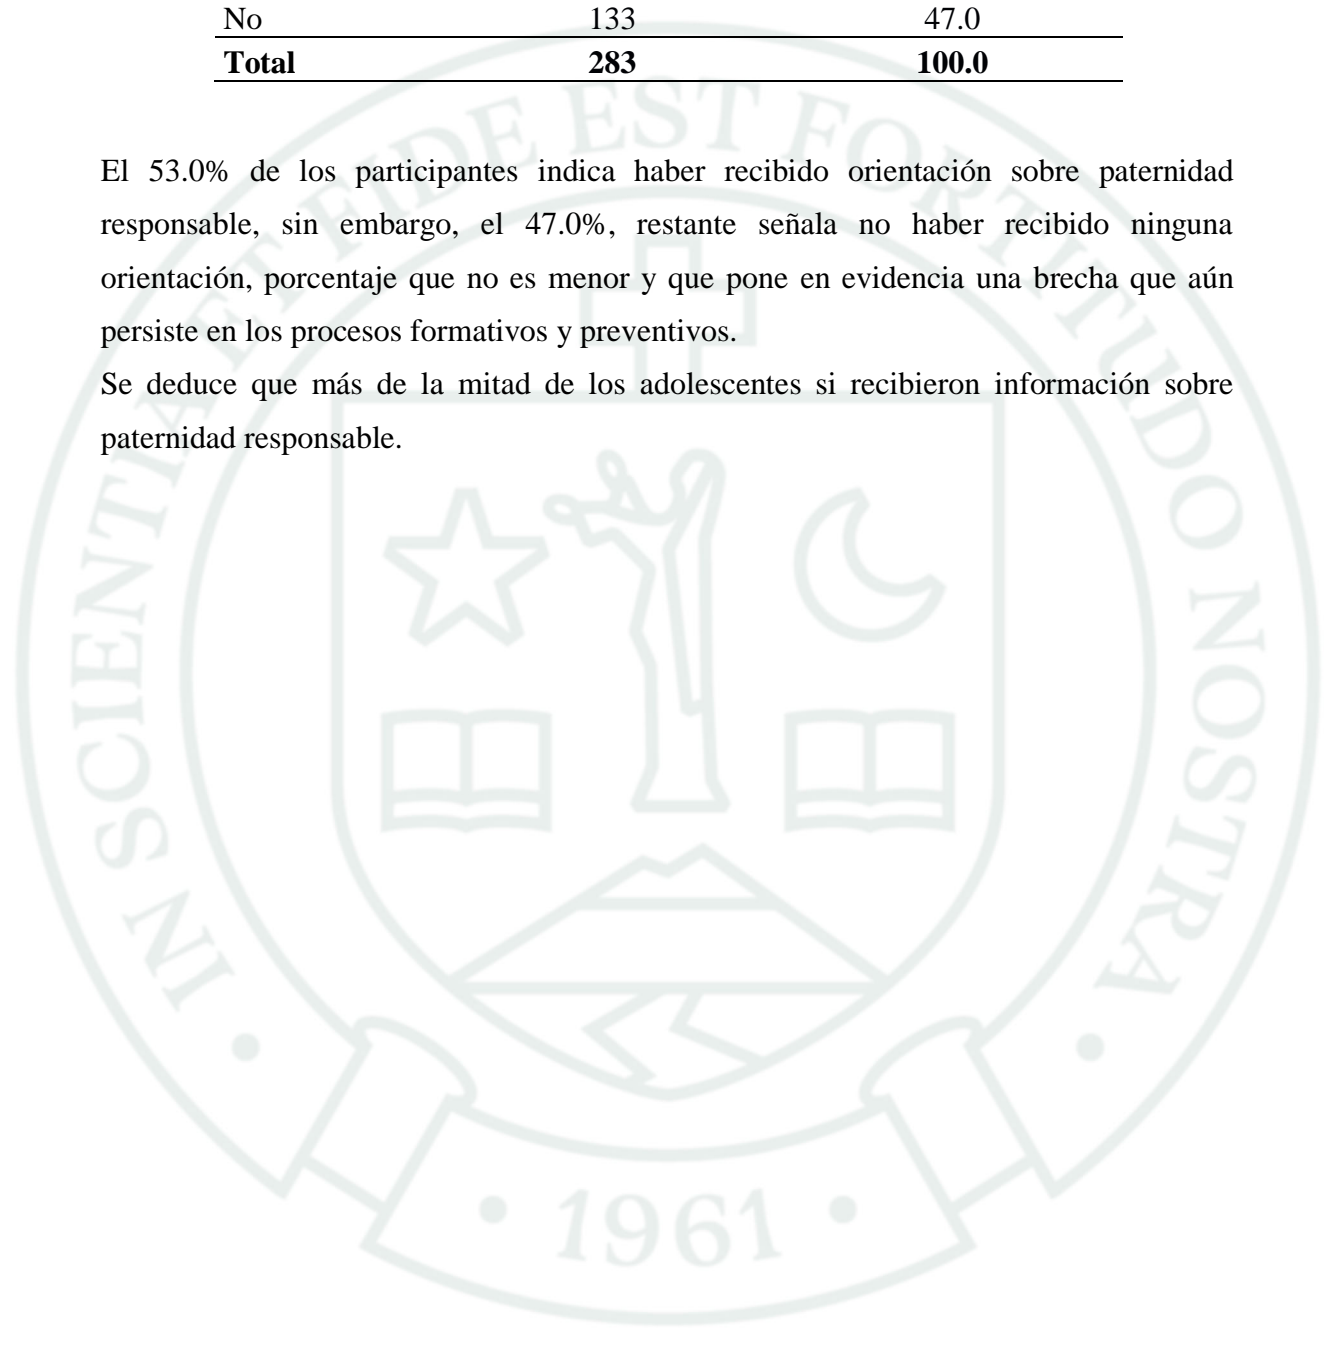 No 133 47.0
Total 283 100.0
El 53.0% de los participantes indica haber recibido orientación sobre paternidad
responsable, sin embargo, el 47.0%, restante señala no haber recibido ninguna
orientación, porcentaje que no es menor y que pone en evidencia una brecha que aún
persiste en los procesos formativos y preventivos.
Se deduce que más de la mitad de los adolescentes si recibieron información sobre
paternidad responsable.
IN SCIENTIA ET FIDE EST FORTITUDO NOSTRA
• 1961 •